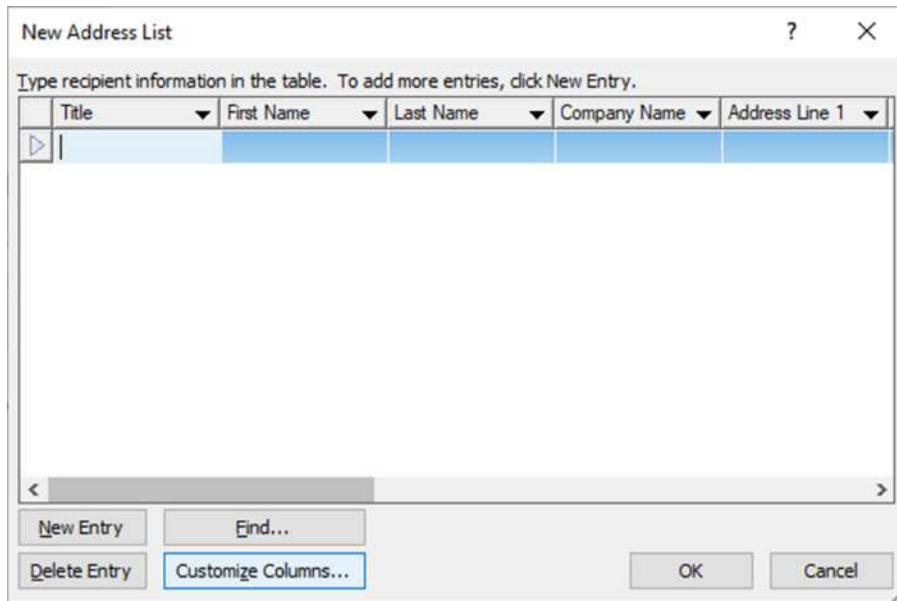 New Address List ?
Type recipient information in the table. To add more entries, click New Entry.
Title First Name Last Name Company Name Address Line 1
New Entry Find...
Delete Entry Customize Columns... OK Cancel